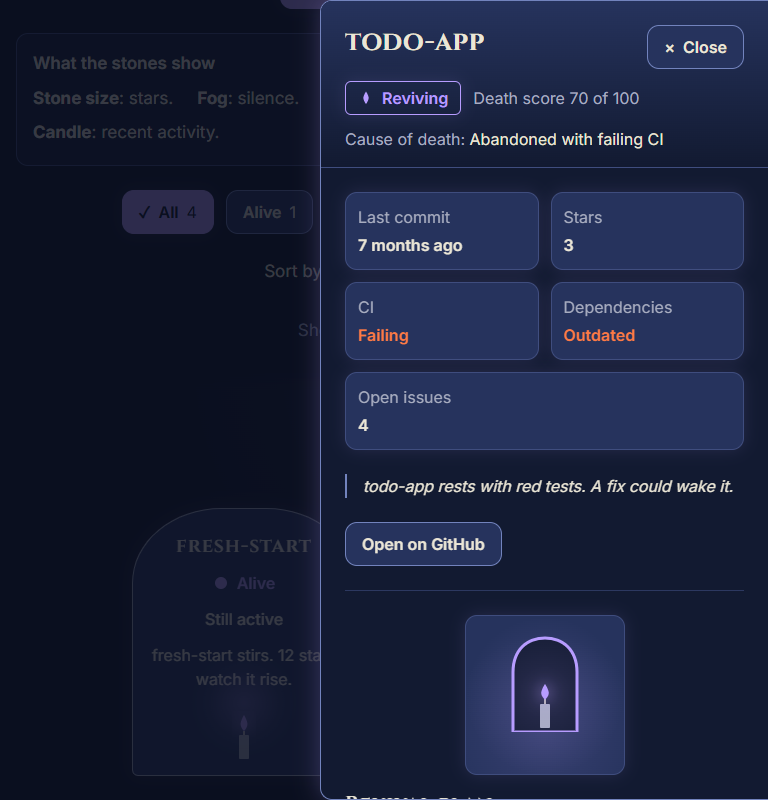 What the stones show
Stone size: stars. Fog: silence.
Candle: recent activity.
✓ All 4
Alive 1
Sort by
Sh
FRESH-START
Alive
Still active
fresh-start stirs. 12 sta
watch it rise.
TODO-APP
× Close
Reviving
Death score 70 of 100
Cause of death: Abandoned with failing CI
Last commit
7 months ago
Stars
3
CI
Failing
Dependencies
Outdated
Open issues
4
todo-app rests with red tests. A fix could wake it.
Open on GitHub